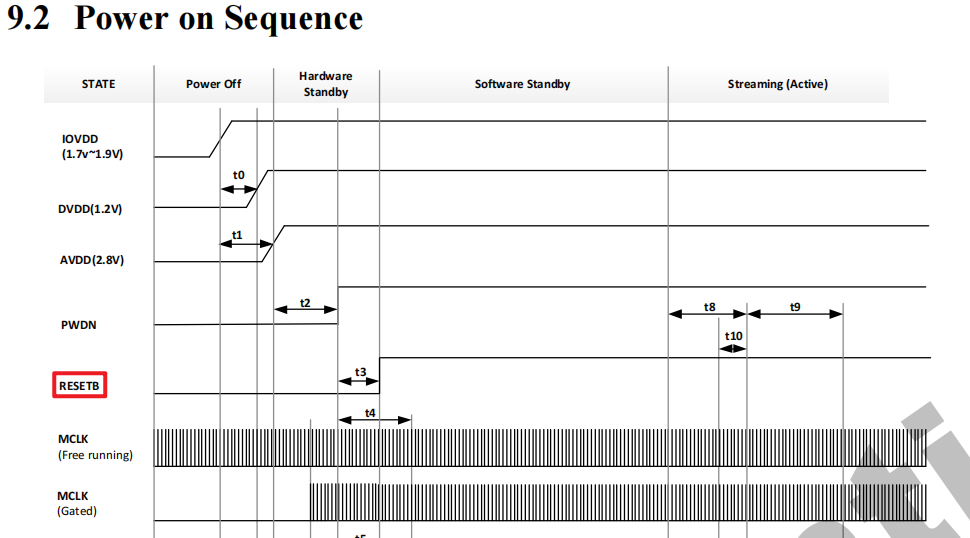 9.2 Power on Sequence
STATE
Power Off
Hardware
Standby
Software Standby
Streaming (Active)
IOVDD
(1.7v~1.9V)
t0
DVDD(1.2V)
t1
AVDD(2.8V)
t2
PWDN
t8
t9
t10
RESETB
t3
t4
MCLK
(Free running)
MCLK
(Gated)